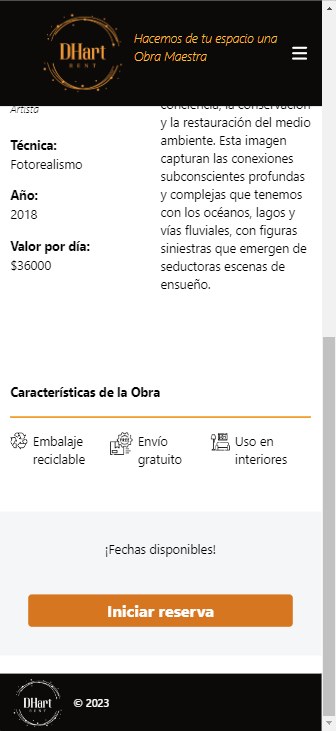 DHart
RENT
Hacemos de tu espacio una
Obra Maestra
Artista
Técnica:
Fotorealismo
Año:
2018
Valor por día:
$36000
conciencia, la conservación
y la restauración del medio
ambiente. Esta imagen
capturan las conexiones
subconscientes profundas
y complejas que tenemos
con los océanos, lagos y
vías fluviales, con figuras
siniestras que emergen de
seductoras escenas de
ensueño.
Características de la Obra
Embalaje
reciclable
Envío
gratuito
Uso en
interiores
¡Fechas disponibles!
Iniciar reserva
DHart
RENT
© 2023